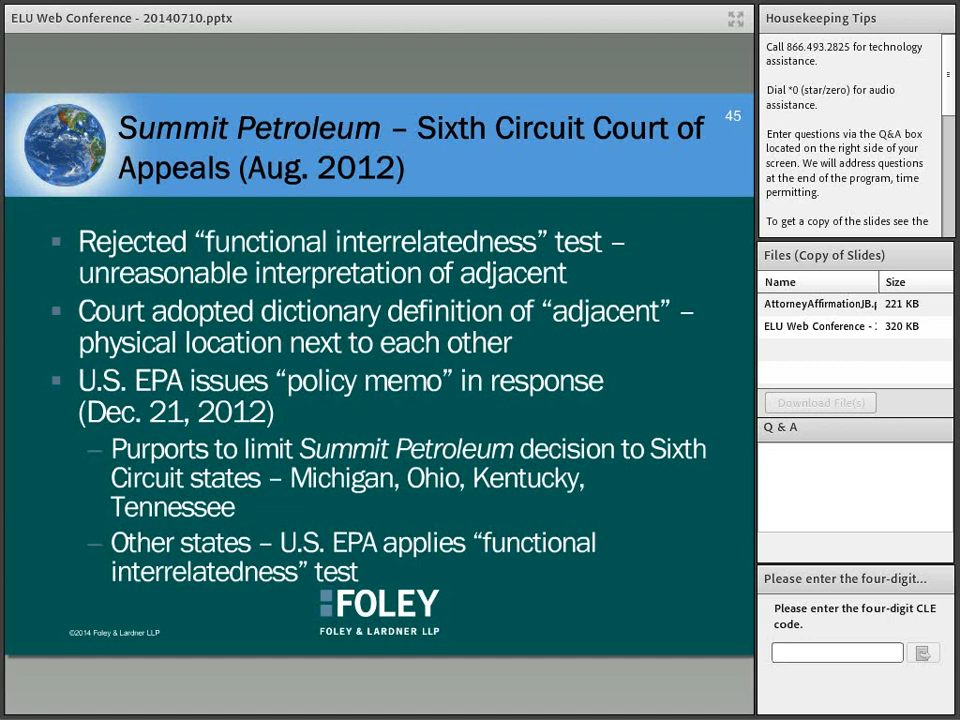 ELU Web Conference - 20140710.pptx
45
Summit Petroleum – Sixth Circuit Court of
Appeals (Aug. 2012)
Rejected “functional interrelatedness” test –
unreasonable interpretation of adjacent
Court adopted dictionary definition of “adjacent” –
physical location next to each other
U.S. EPA issues “policy memo” in response
(Dec. 21, 2012)
– Purports to limit Summit Petroleum decision to Sixth
Circuit states – Michigan, Ohio, Kentucky,
Tennessee
– Other states – U.S. EPA applies “functional
interrelatedness” test
FOLEY
FOLEY & LARDNER LLP
©2014 Foley & Lardner LLP
Housekeeping Tips
Call 866.493.2825 for technology
assistance.
Dial *0 (star/zero) for audio
assistance.
Enter questions via the Q&A box
located on the right side of your
screen. We will address questions
at the end of the program, time
permitting.
To get a copy of the slides see the
Files (Copy of Slides)
Name Size
AttorneyAffirmationJB.p 221 KB
ELU Web Conference - 320 KB
Download File(s)
Q & A
Please enter the four-digit...
Please enter the four-digit CLE
code.